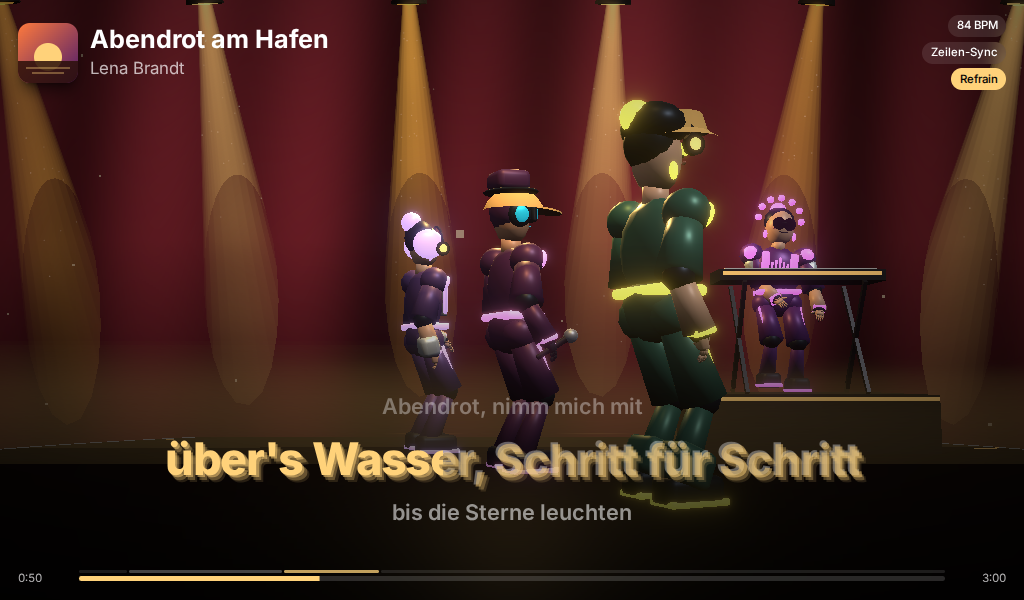 Abendrot am Hafen
Lena Brandt
84 BPM
Zeilen-Sync
Refrain
Abendrot, nimm mich mit
über's Wasser, Schritt für Schritt
bis die Sterne leuchten
0:50
3:00